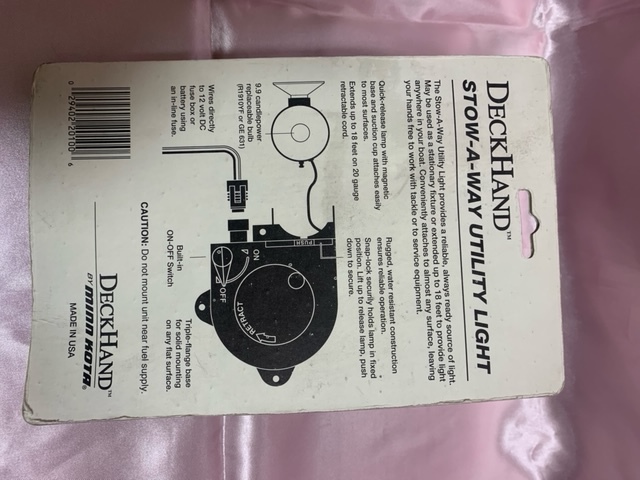 DECKHAND™
STOW-A-WAY UTILITY LIGHT
The Stow-A-Way Utility Light provides a reliable, always ready source of light.
May be used as a stationary fixture or extended up to 18 feet to provide light
anywhere in your boat. Conveniently attaches to almost any surface, leaving
your hands free to work with tackle or to service equipment.
Quick-release lamp with magnetic
base and suction cup attaches easily
to most surfaces.
Extends up to 18 feet on 20 gauge
retractable cord.
Rugged, water resistant construction
ensures reliable operation.
Snap-lock security holds lamp in fixed
position. Lift up to release lamp, push
down to secure.
9.9 candlepower
replaceable bulb
(R1910YF or GE 631)
PUSH
ON
OFF
RETRACT
Wires directly
to 12 volt DC
fuse box or
battery using
an in-line fuse.
Built-in
ON-OFF Switch
Triple-flange base
for solid mounting
on any flat surface.
CAUTION: Do not mount unit near fuel supply.
0 29402 20100 6
DECKHAND™
BY MINN KOTA®
MADE IN USA